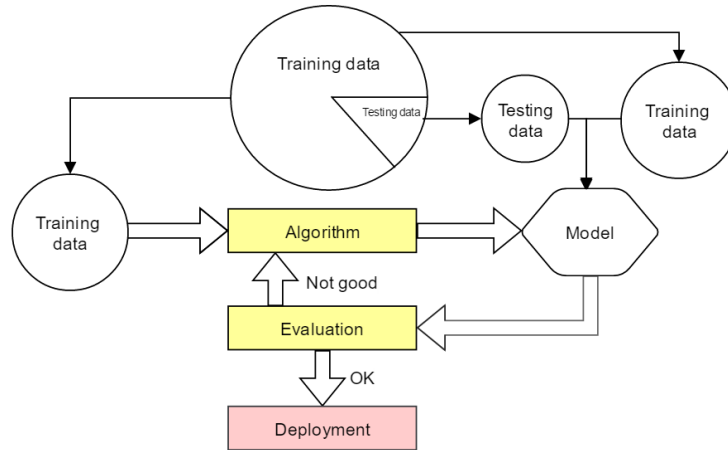 Training data
Testing data
Testing
data
Training
data
Training
data
Algorithm
Model
Not good
Evaluation
OK
Deployment